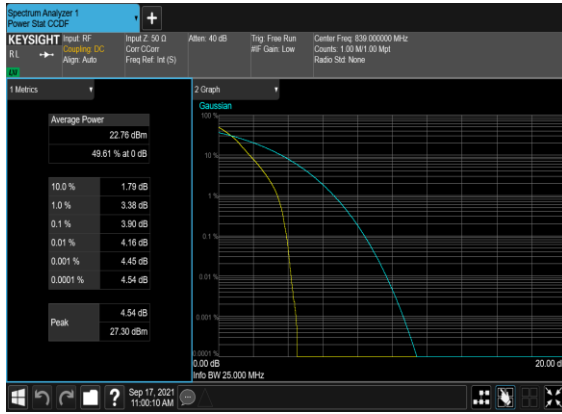 Spectrum Analyzer 1
Power Stat CCDF
KEYSIGHT
R L
LXI
Input: RF
Coupling: DC
Align: Auto
Input Z: 50 Ω
Corr CCorr
Freq Ref: Int (S)
Atten: 40 dB
Trig: Free Run
#IF Gain: Low
Center Freq: 839.000000 MHz
Counts: 1.00 M/1.00 Mpt
Radio Std: None
1 Metrics
Average Power
22.76 dBm
49.61 % at 0 dB
10.0 % 1.79 dB
1.0 % 3.38 dB
0.1 % 3.90 dB
0.01 % 4.16 dB
0.001 % 4.45 dB
0.0001 % 4.54 dB
Peak
4.54 dB
27.30 dBm
2 Graph
Gaussian
100 %
10 %
1 %
0.1 %
0.01 %
0.001 %
0.0001 %
0.00 dB
20.00 d
Info BW 25.000 MHz
?
Sep 17, 2021
11:00:10 AM